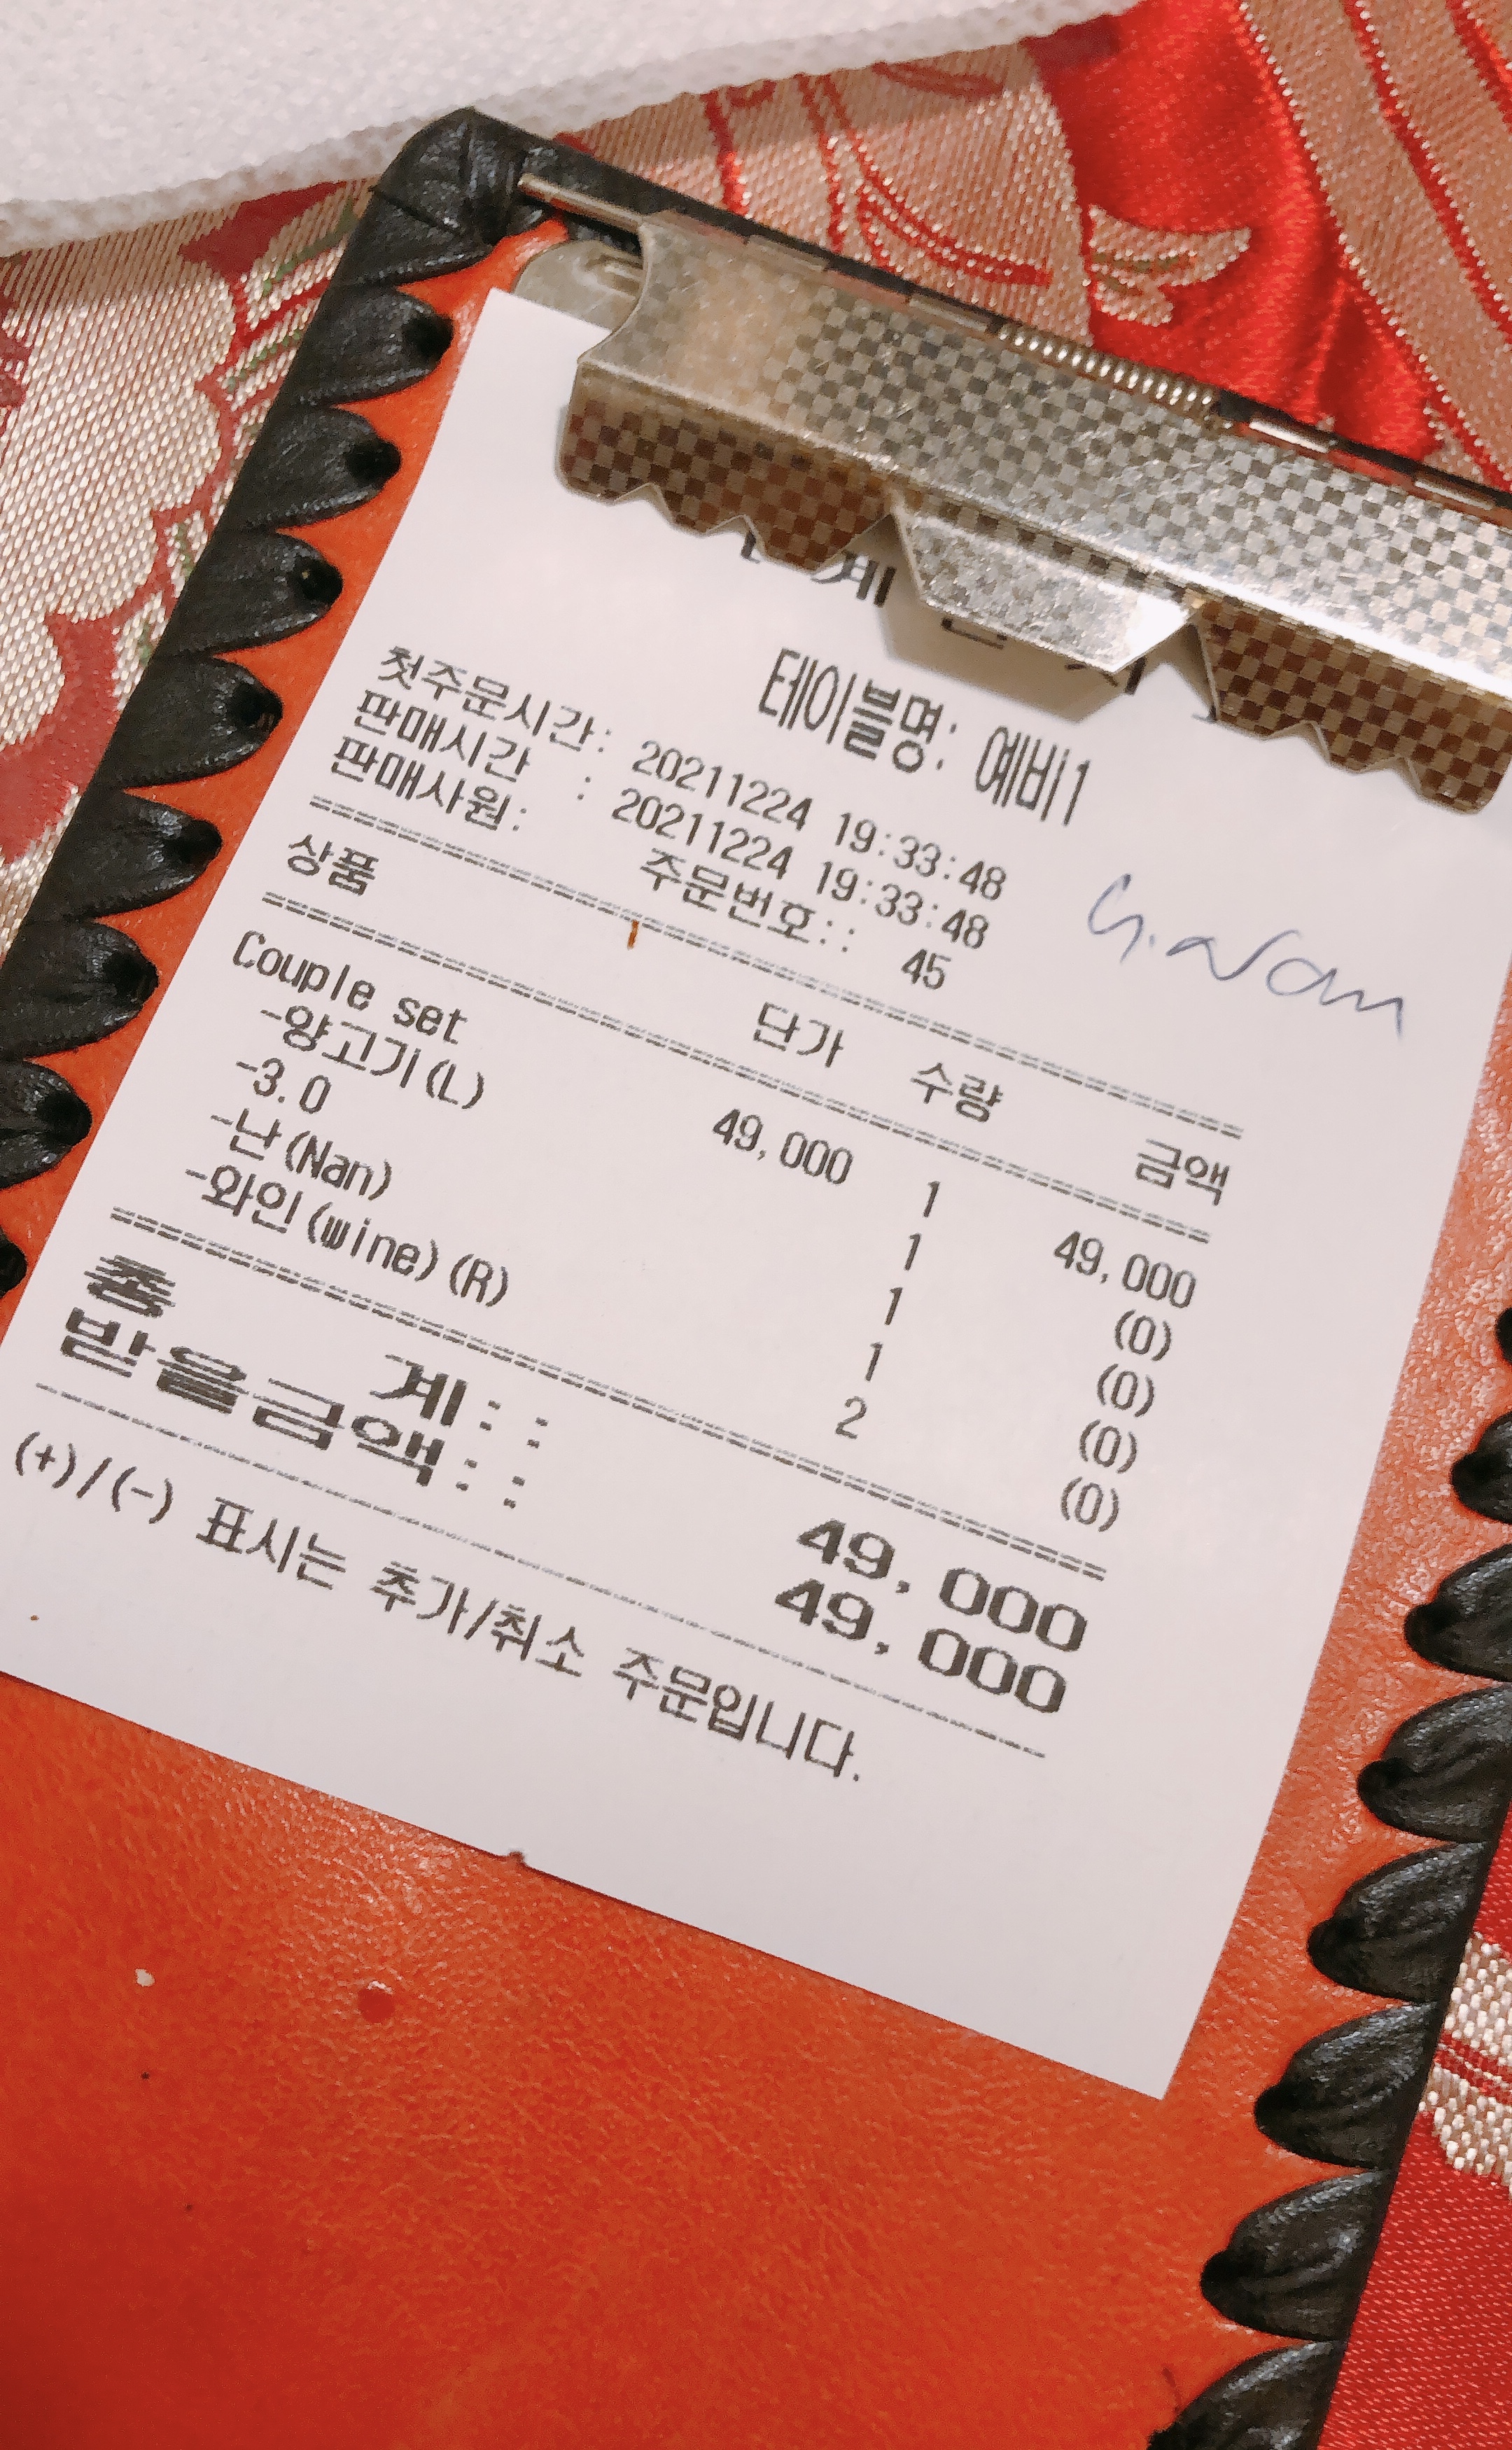 테이블명: 예비1
첫주문시간: 20211224 19:33:48
판매시간 : 20211224 19:33:48
판매사원: 주문번호:: 45
상품 단가 수량 금액
Couple set 49,000 1 49,000
-양고기(L) 1 (0)
-3.0 1 (0)
-난(Nan) 1 (0)
-와인(wine)(R) 2 (0)
총 계:: 49,000
받을금액:: 49,000
(+)/(-) 표시는 추가/취소 주문입니다.